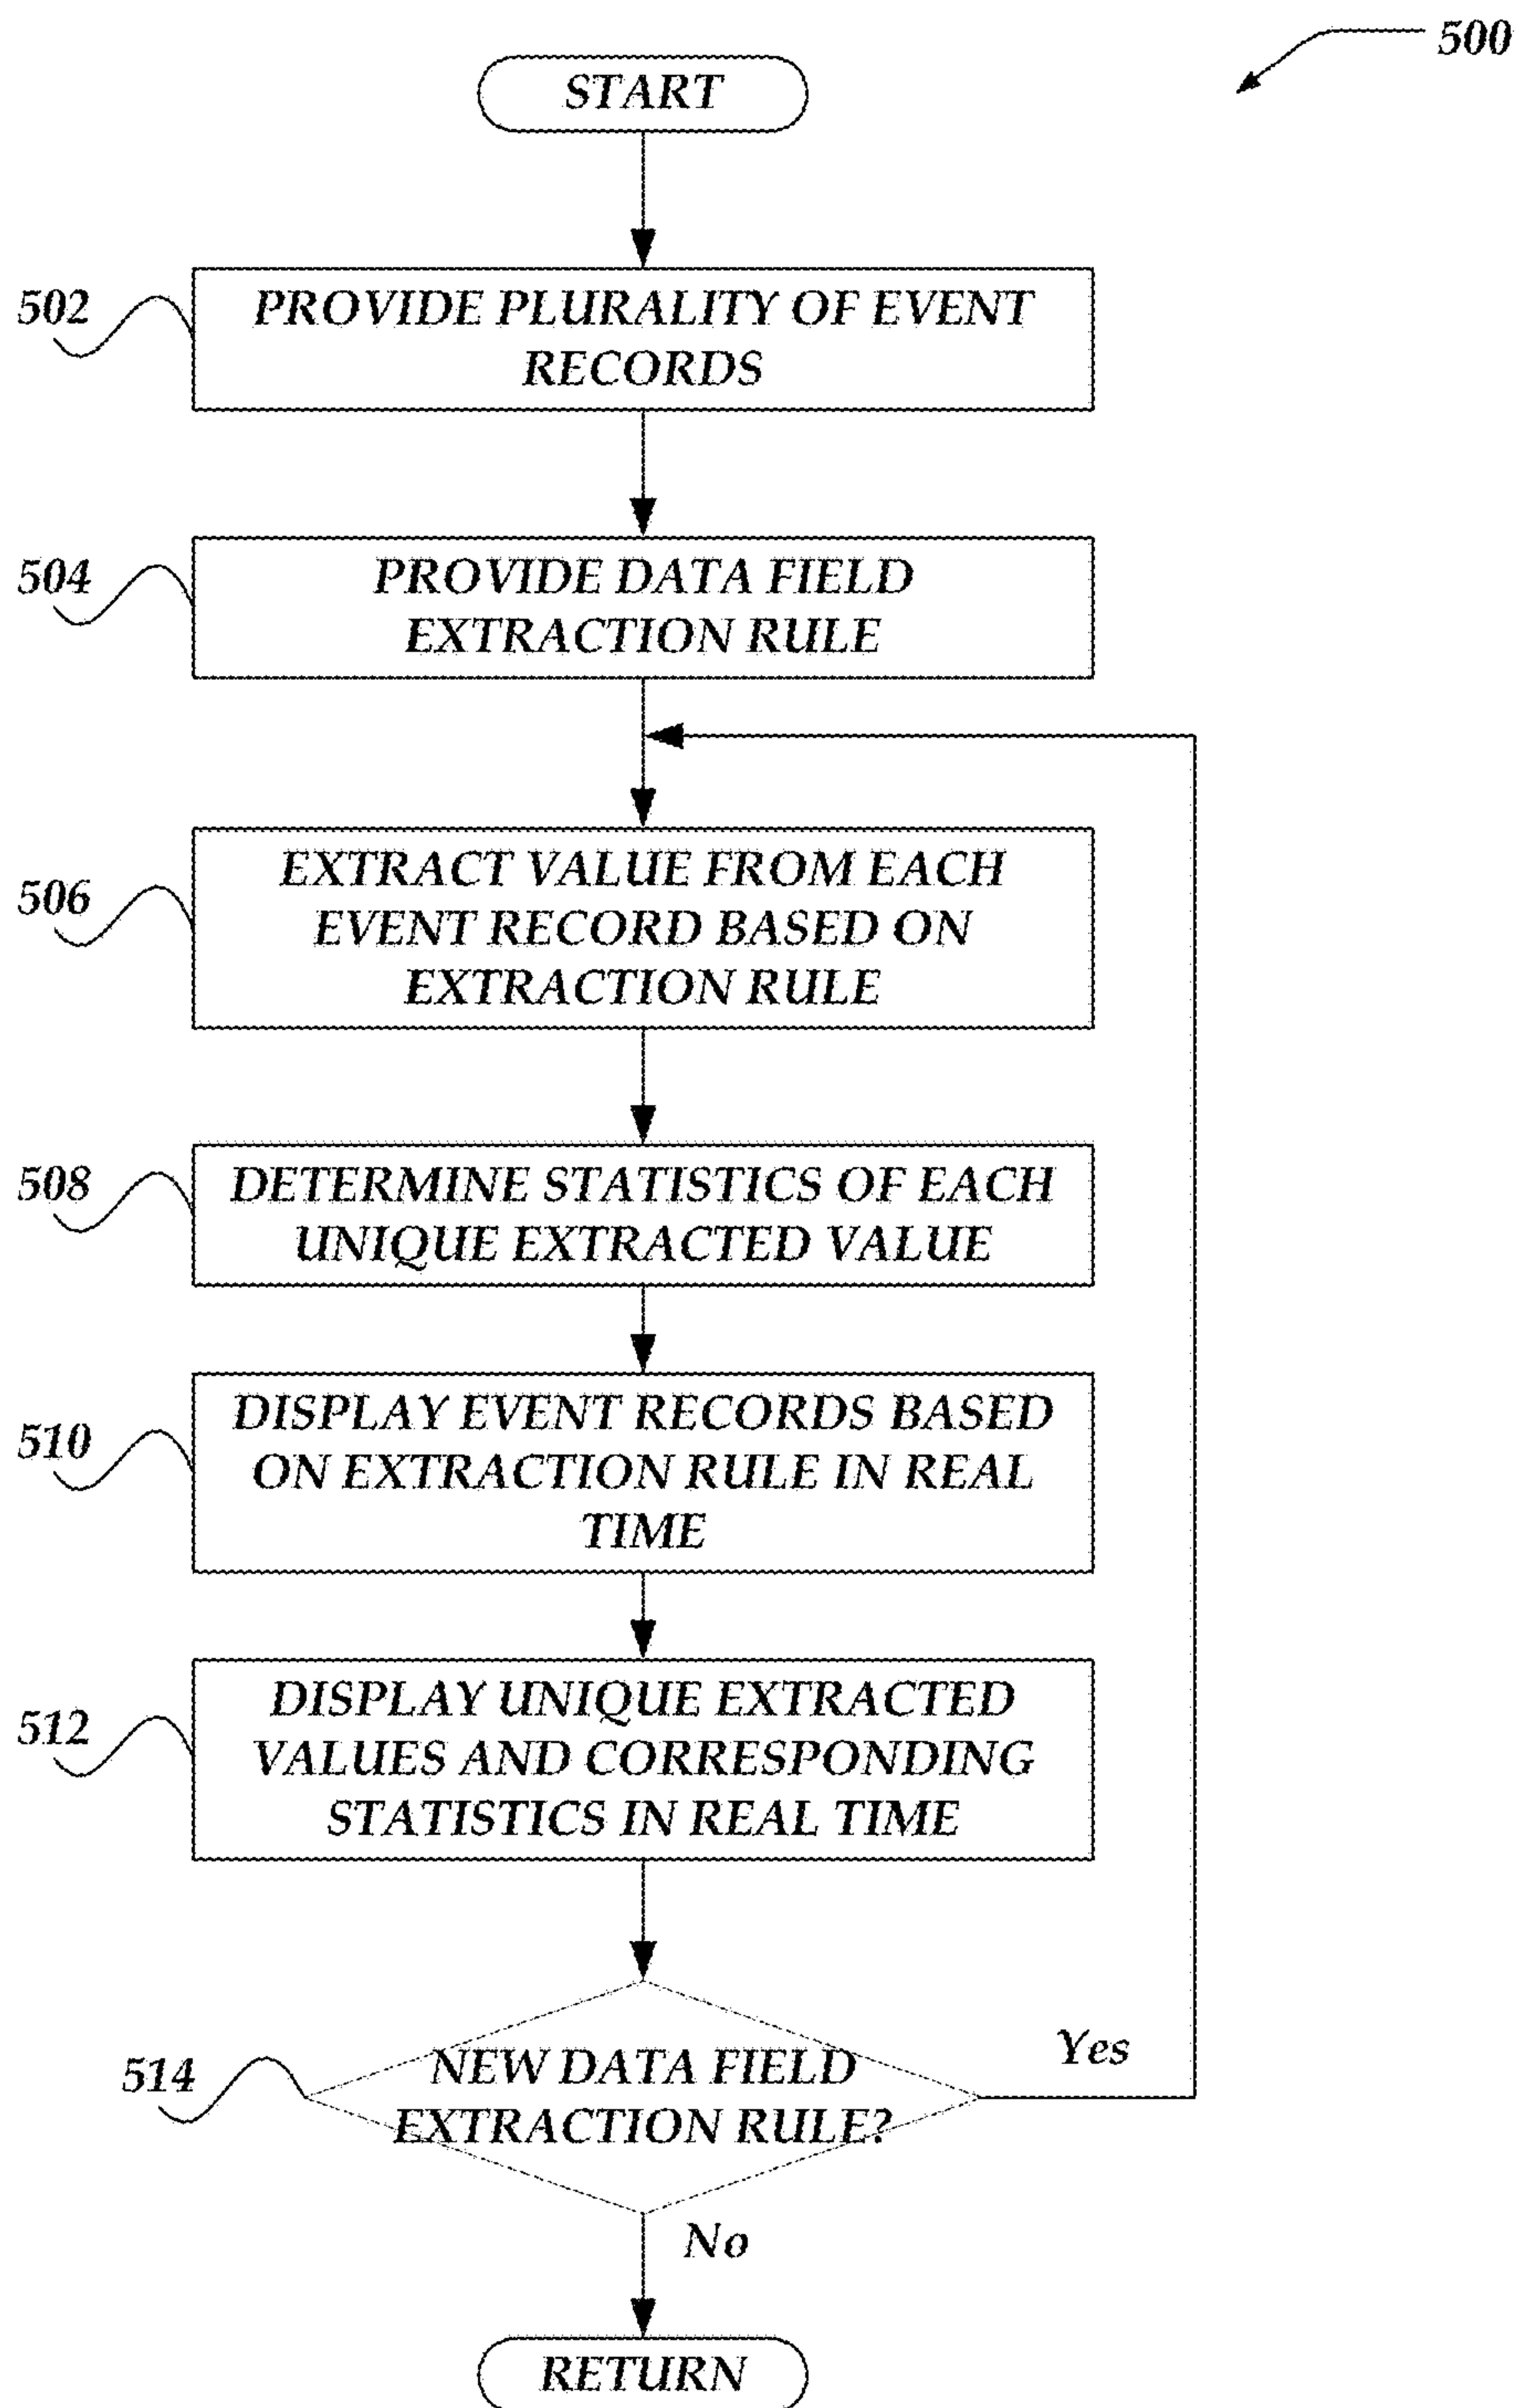 500
START
502
PROVIDE PLURALITY OF EVENT
RECORDS
504
PROVIDE DATA FIELD
EXTRACTION RULE
506
EXTRACT VALUE FROM EACH
EVENT RECORD BASED ON
EXTRACTION RULE
508
DETERMINE STATISTICS OF EACH
UNIQUE EXTRACTED VALUE
510
DISPLAY EVENT RECORDS BASED
ON EXTRACTION RULE IN REAL
TIME
512
DISPLAY UNIQUE EXTRACTED
VALUES AND CORRESPONDING
STATISTICS IN REAL TIME
514
NEW DATA FIELD
EXTRACTION RULE?
Yes
No
RETURN